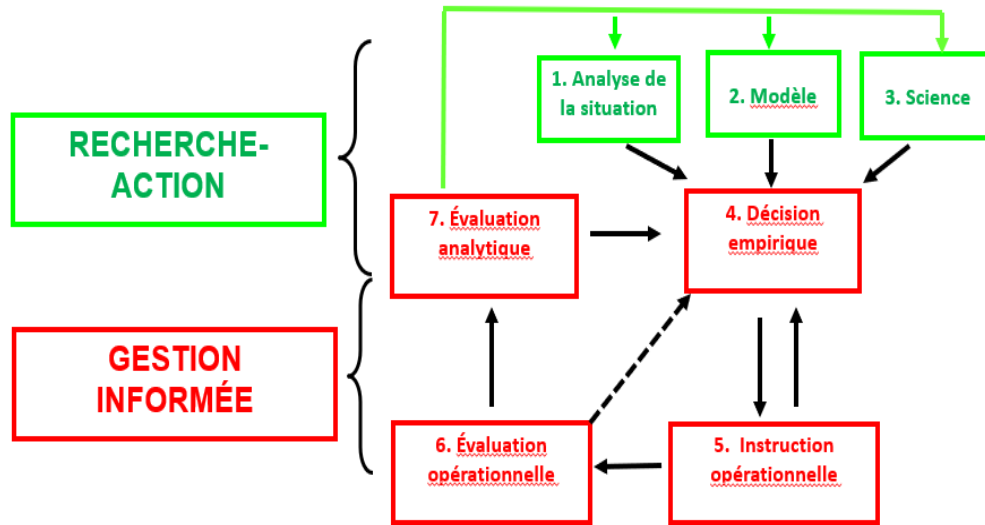 1. Analyse de
la situation
2. Modèle
3. Science
RECHERCHE-
ACTION
7. Évaluation
analytique
4. Décision
empirique
GESTION
INFORMÉE
6. Évaluation
opérationnelle
5. Instruction
opérationnelle